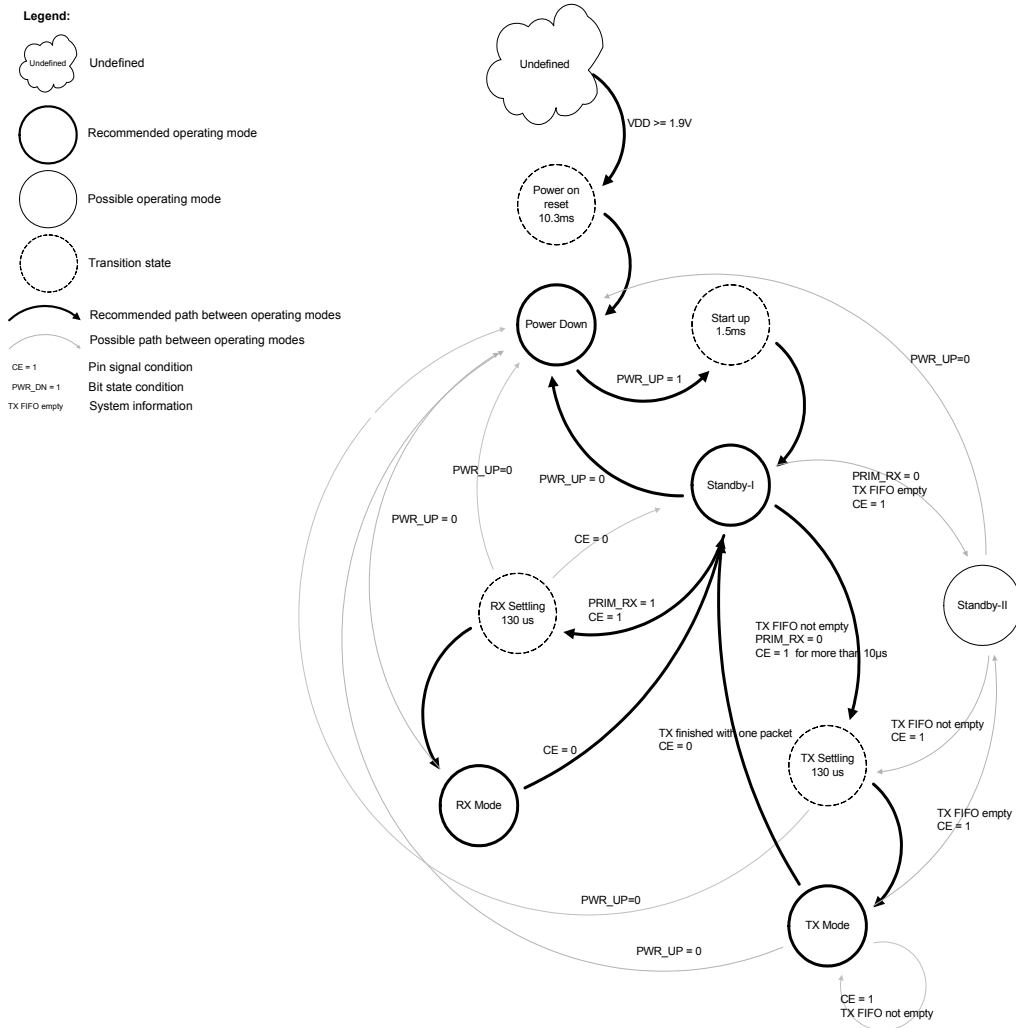 Legend:
Undefined
Undefined
Recommended operating mode
Possible operating mode
Transition state
Recommended path between operating modes
Possible path between operating modes
CE = 1
Pin signal condition
PWR_DN = 1
Bit state condition
TX FIFO empty
System information
Undefined
VDD >= 1.9V
Power on
reset
10.3ms
Power Down
Start up
1.5ms
PWR_UP=0
PWR_UP = 1
PWR_UP=0
PWR_UP = 0
Standby-I
PRIM_RX = 0
TX FIFO empty
CE = 1
PWR_UP = 0
CE = 0
RX Settling
130 us
PRIM_RX = 1
CE = 1
Standby-II
TX FIFO not empty
PRIM_RX = 0
CE = 1 for more than 10µs
TX FIFO not empty
CE = 1
TX finished with one packet
CE = 0
CE = 0
TX Settling
130 us
RX Mode
TX FIFO empty
CE = 1
PWR_UP=0
TX Mode
PWR_UP = 0
CE = 1
TX FIFO not empty